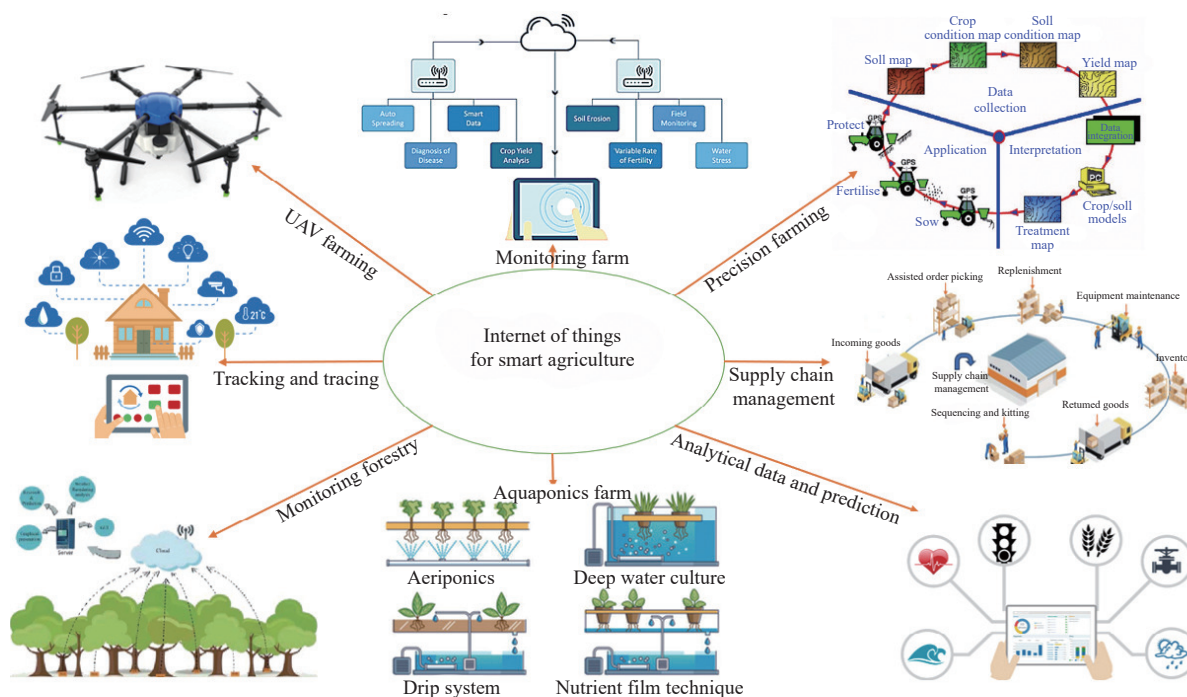 Auto
Spreading
Smart
Data
Diagnosis of
Disease
Crop Yield
Analysis
Soil Erosion
Field
Monitoring
Variable Rate
of Fertility
Water
Stress
Monitoring farm
Crop
condition map
Soll
condition map
Soll map
Yield map
Data
collection
Protect
GPS
Application
Interpretation
Data
integration
GPS
PC
Fertilise
GPS
Crop/soll
models
Sow
Treatment
map
UAV farming
Precision farming
21°c
Internet of things
for smart agriculture
Tracking and tracing
Supply chain
management
Assisted order picking
Replenishment
Equipment maintenance
Incoming goods
Invento
Supply chain
management
Sequencing and kitting
Retumed goods
Monitoring forestry
Analytical data and prediction
Aquaponics farm
Server
Cloud
Aeriponics
Deep water culture
Drip system
Nutrient film technique